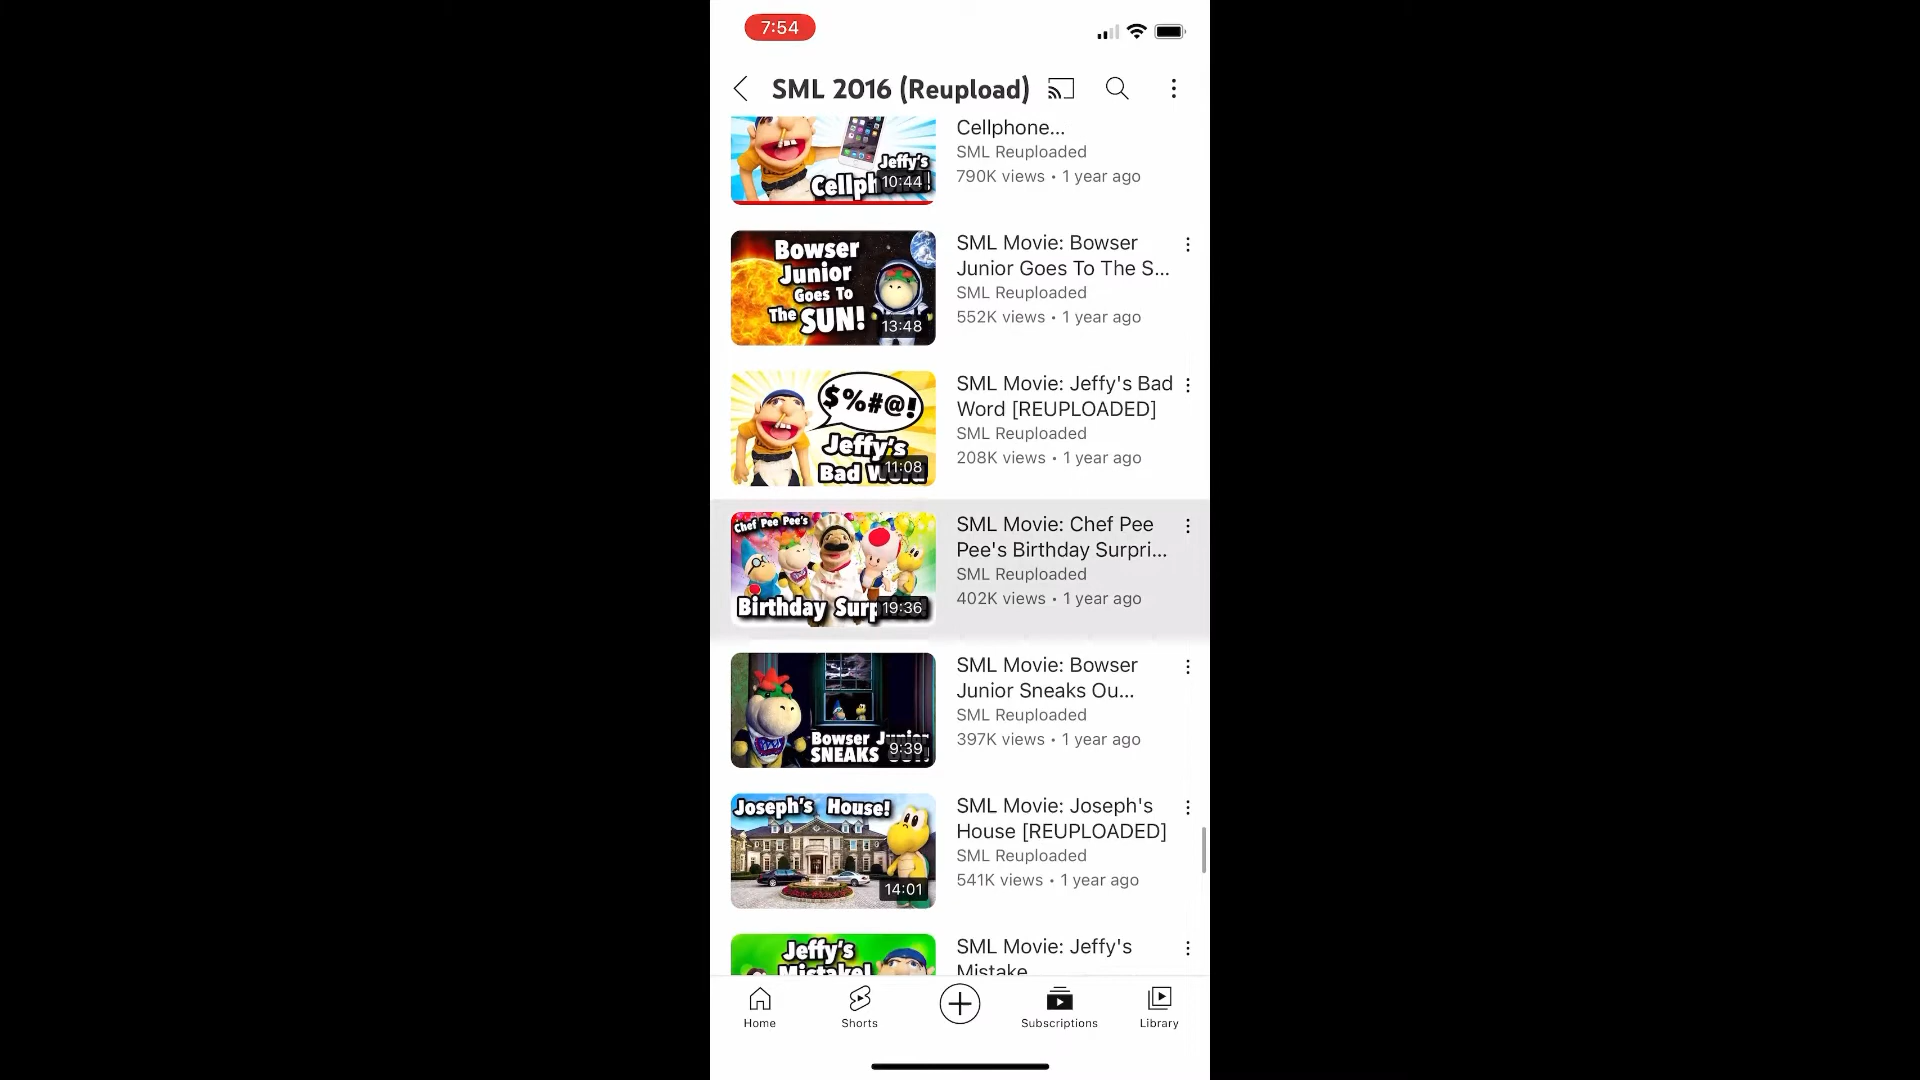 7:54
SML 2016 (Reupload)
Jeffy's
Cellph
10:44
Cellphone...
SML Reuploaded
790K views • 1 year ago
Bowser
Junior
Goes To
The SUN!
13:48
SML Movie: Bowser
Junior Goes To The S...
SML Reuploaded
552K views • 1 year ago
$%#@!
Jeffy's
Bad Word
11:08
SML Movie: Jeffy's Bad
Word [REUPLOADED]
SML Reuploaded
208K views • 1 year ago
Chef Pee Pee's
Birthday Surp
19:36
SML Movie: Chef Pee
Pee's Birthday Surpri...
SML Reuploaded
402K views • 1 year ago
Bowser Junior
SNEAKS
9:39
SML Movie: Bowser
Junior Sneaks Ou...
SML Reuploaded
397K views • 1 year ago
Joseph's House!
14:01
SML Movie: Joseph's
House [REUPLOADED]
SML Reuploaded
541K views • 1 year ago
Jeffy's
Mistake!
SML Movie: Jeffy's
Mistake
Home
Shorts
Subscriptions
Library